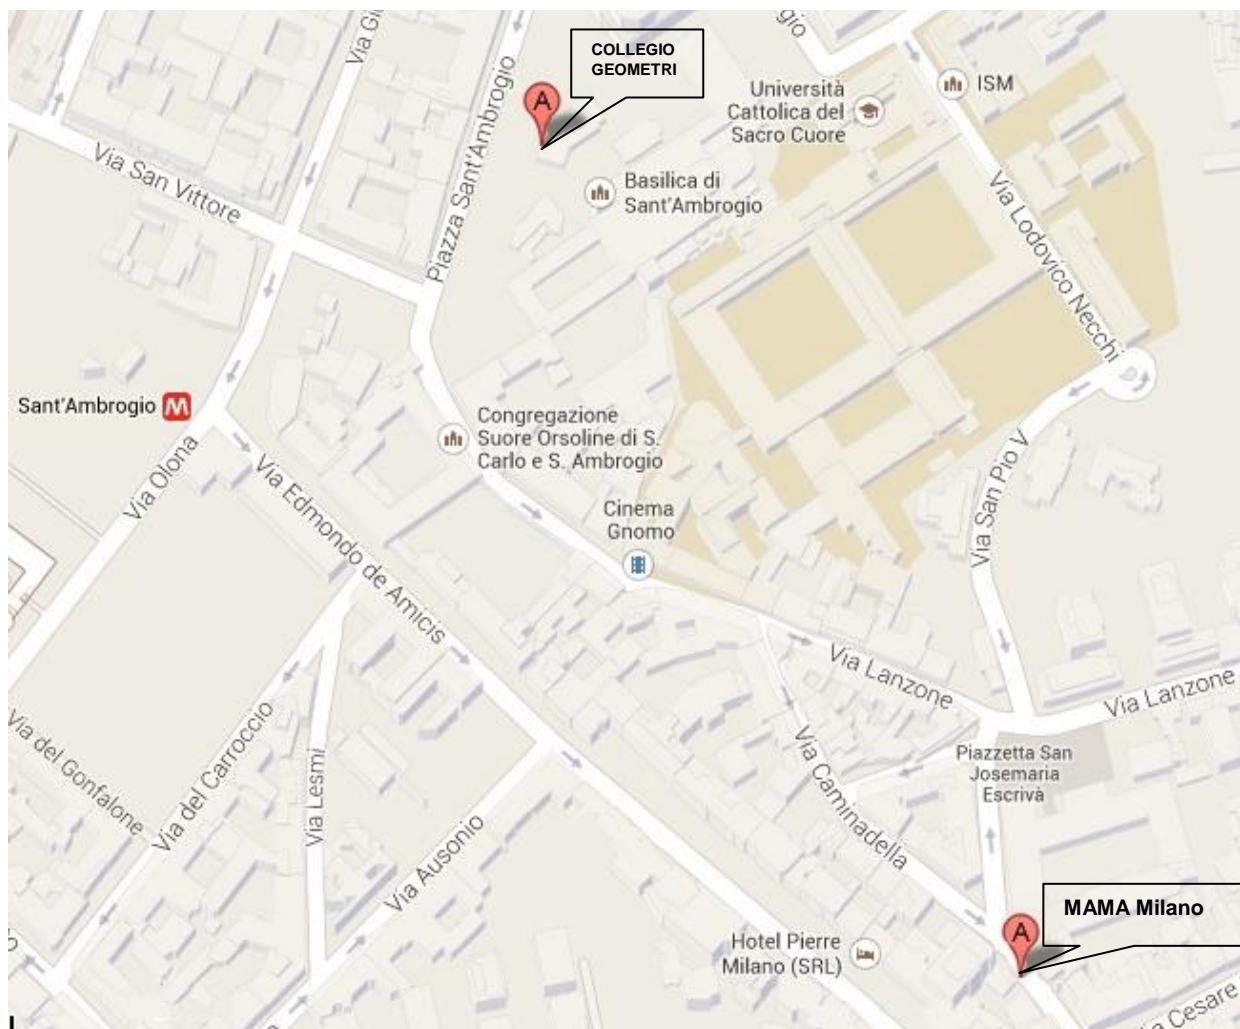 COLLEGIO
GEOMETRI
A
Piazza Sant'Ambrogio
Università
Cattolica del
Sacro Cuore
ISM
Via San Vittore
Basilica di
Sant'Ambrogio
Via Lodovico Necchi
Sant'Ambrogio M
Via Olona
Congregazione
Suore Orsoline di S.
Carlo e S. Ambrogio
Via Edmondo de Amicis
Cinema
Gnomo
Via San Pio V
Via Lanzone
Via Lanzone
Via del Gonfalone
Via del Carroccio
Via Lesmi
Via Ausonio
Via Caminadella
Piazzetta San
Josemaria
Escrivà
MAMA Milano
A
Hotel Pierre
Milano (SRL)
Cesare